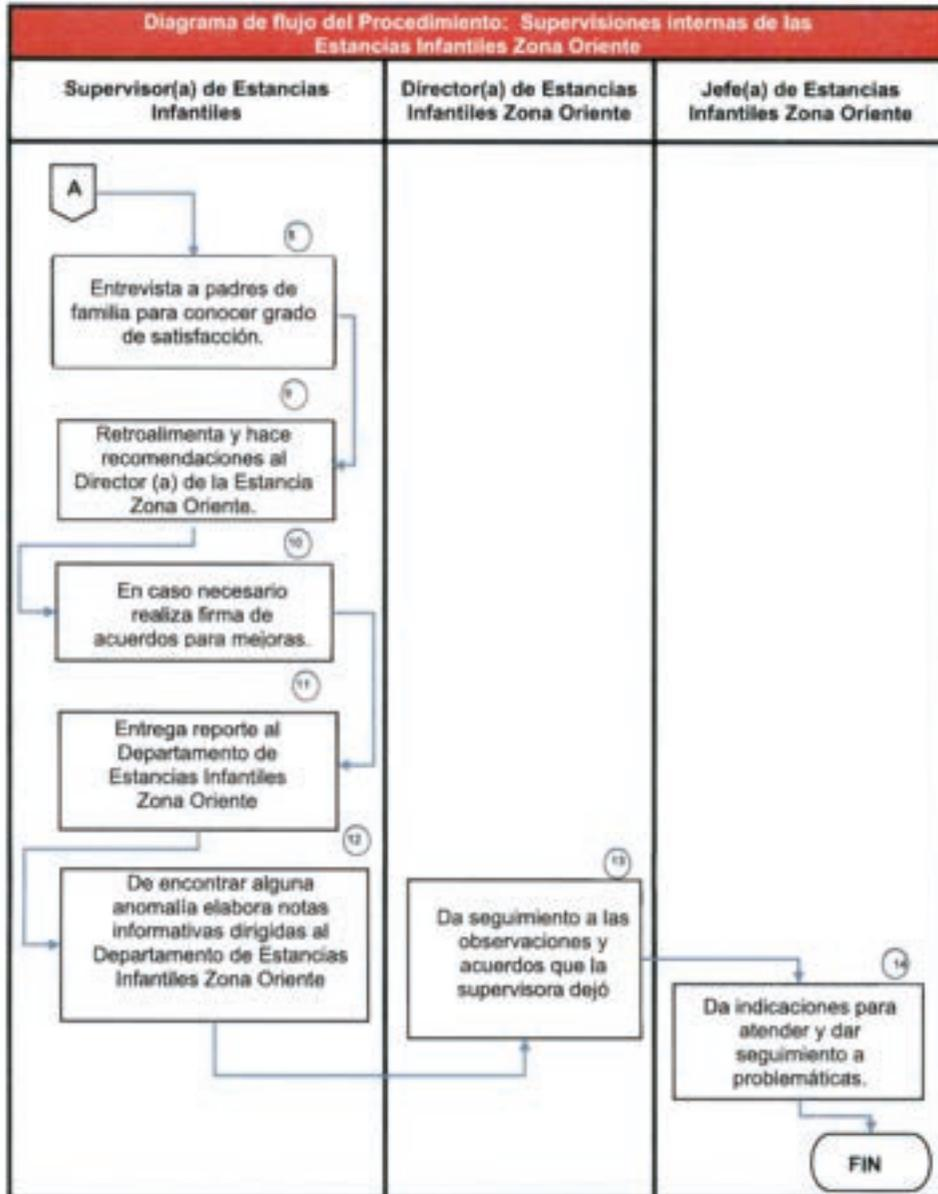 Diagrama de flujo del Procedimiento: Supervisiones internas de las
Estancias Infantiles Zona Oriente
Supervisor(a) de Estancias
Infantiles
Director(a) de Estancias
Infantiles Zona Oriente
Jefe(a) de Estancias
Infantiles Zona Oriente
A
8
Entrevista a padres de
familia para conocer grado
de satisfacción.
9
Retroalimenta y hace
recomendaciones al
Director (a) de la Estancia
Zona Oriente.
10
En caso necesario
realiza firma de
acuerdos para mejoras.
11
Entrega reporte al
Departamento de
Estancias Infantiles
Zona Oriente
12
De encontrar alguna
anomalía elabora notas
informativas dirigidas al
Departamento de Estancias
Infantiles Zona Oriente
13
Da seguimiento a las
observaciones y
acuerdos que la
supervisora dejó
14
Da indicaciones para
atender y dar
seguimiento a
problemáticas.
FIN